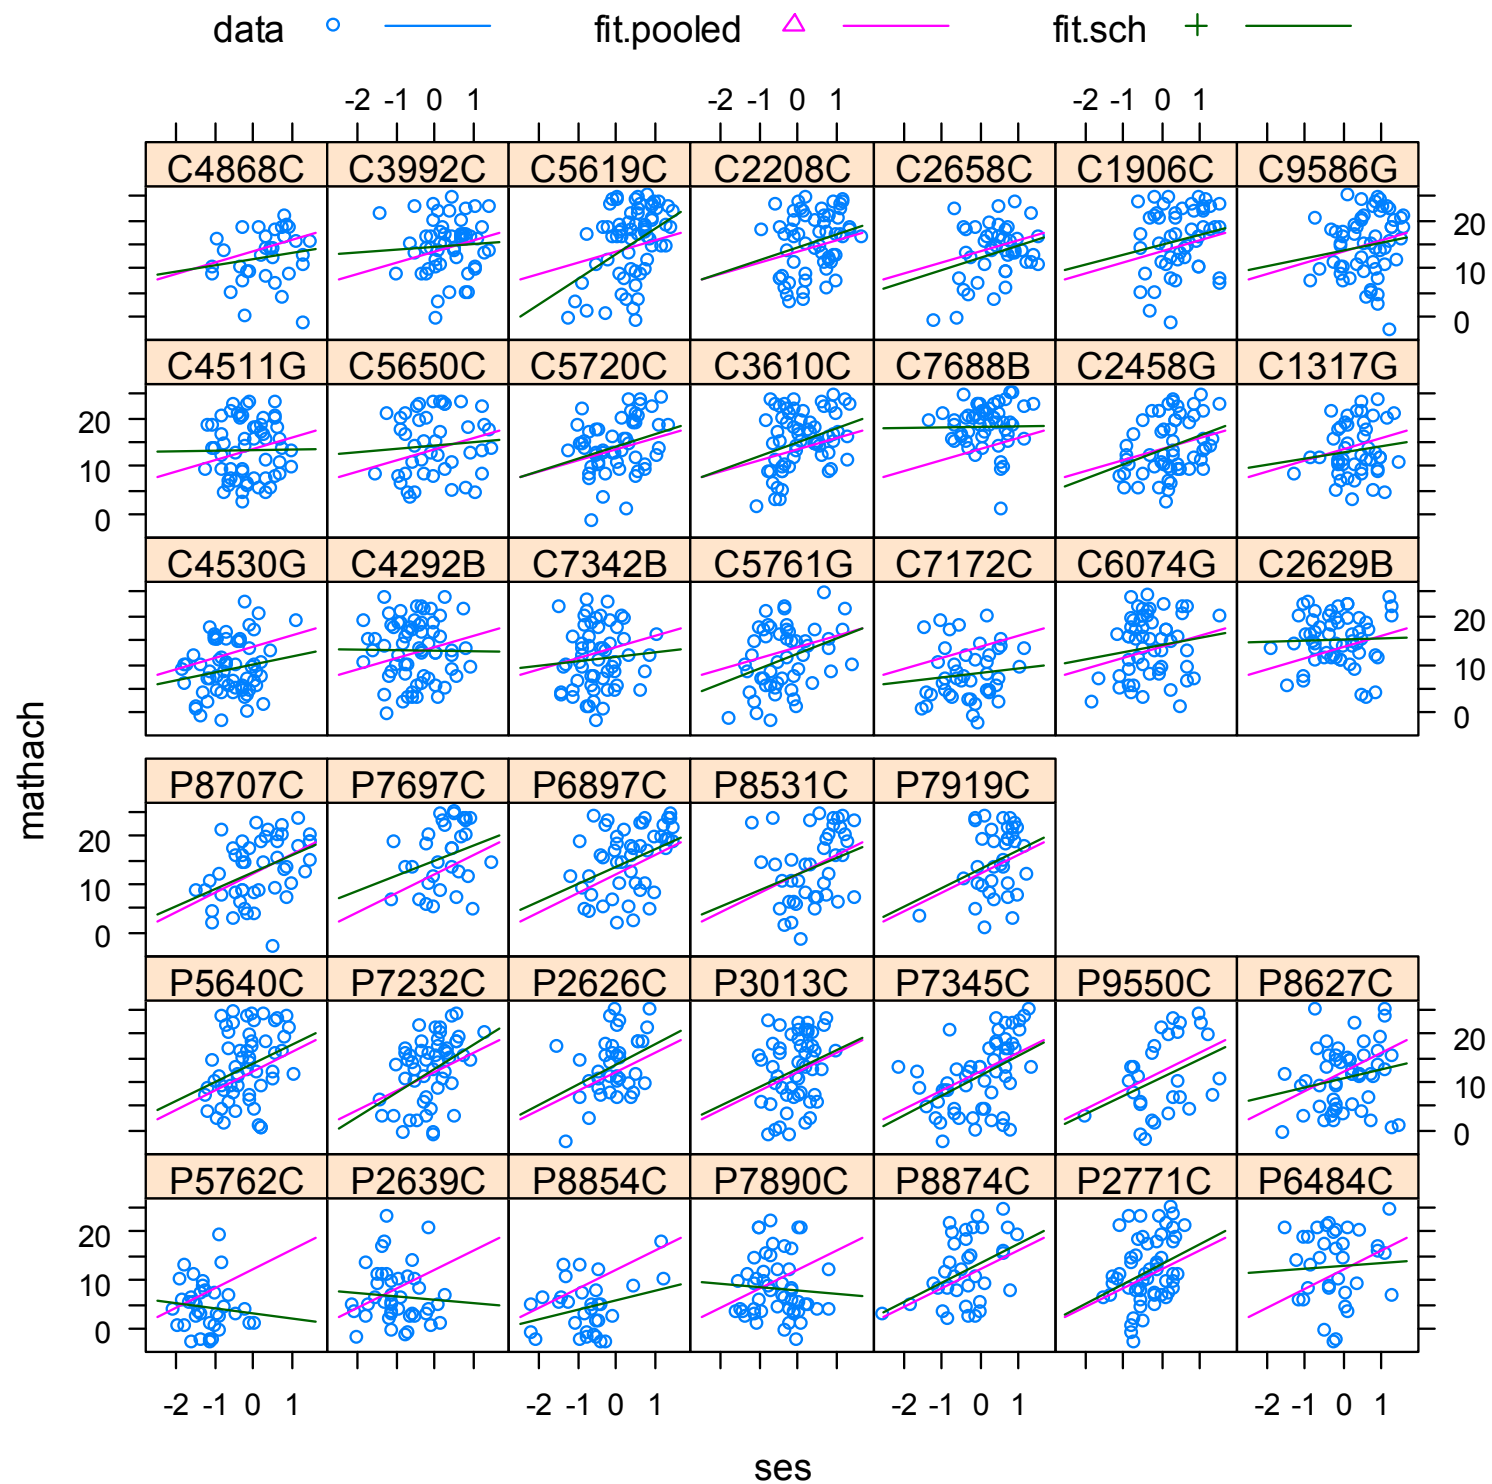 data fit.pooled fit.sch
-2 -1 0 1 -2 -1 0 1 -2 -1 0 1
C4868C C3992C C5619C C2208C C2658C C1906C C9586G
20
10
0
C4511G C5650C C5720C C3610C C7688B C2458G C1317G
20
10
0
C4530G C4292B C7342B C5761G C7172C C6074G C2629B
20
10
0
mathach
P8707C P7697C P6897C P8531C P7919C
20
10
0
P5640C P7232C P2626C P3013C P7345C P9550C P8627C
20
10
0
P5762C P2639C P8854C P7890C P8874C P2771C P6484C
20
10
0
-2 -1 0 1 -2 -1 0 1 -2 -1 0 1 -2 -1 0 1
ses